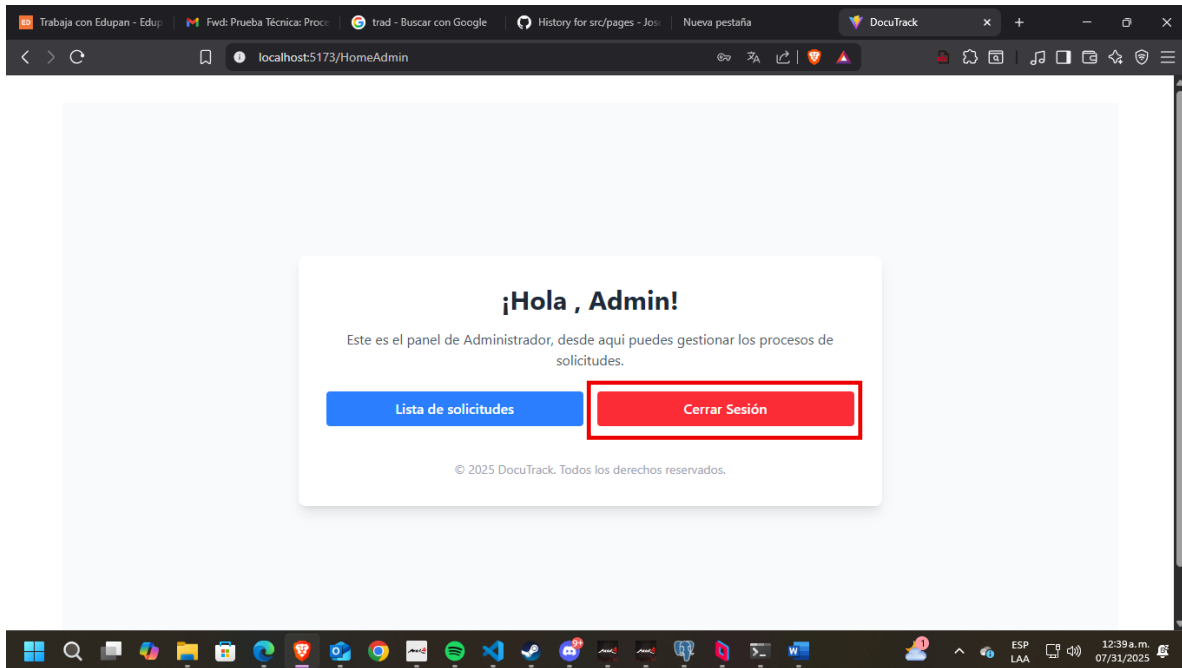 Trabaja con Edupan - Edup
Fwd: Prueba Técnica: Proce
trad - Buscar con Google
History for src/pages - Jos
Nueva pestaña
DocuTrack
localhost:5173/HomeAdmin
¡Hola , Admin!
Este es el panel de Administrador, desde aqui puedes gestionar los procesos de
solicitudes.
Lista de solicitudes
Cerrar Sesión
© 2025 DocuTrack. Todos los derechos reservados.
ESP
LAA
12:39 a. m.
07/31/2025